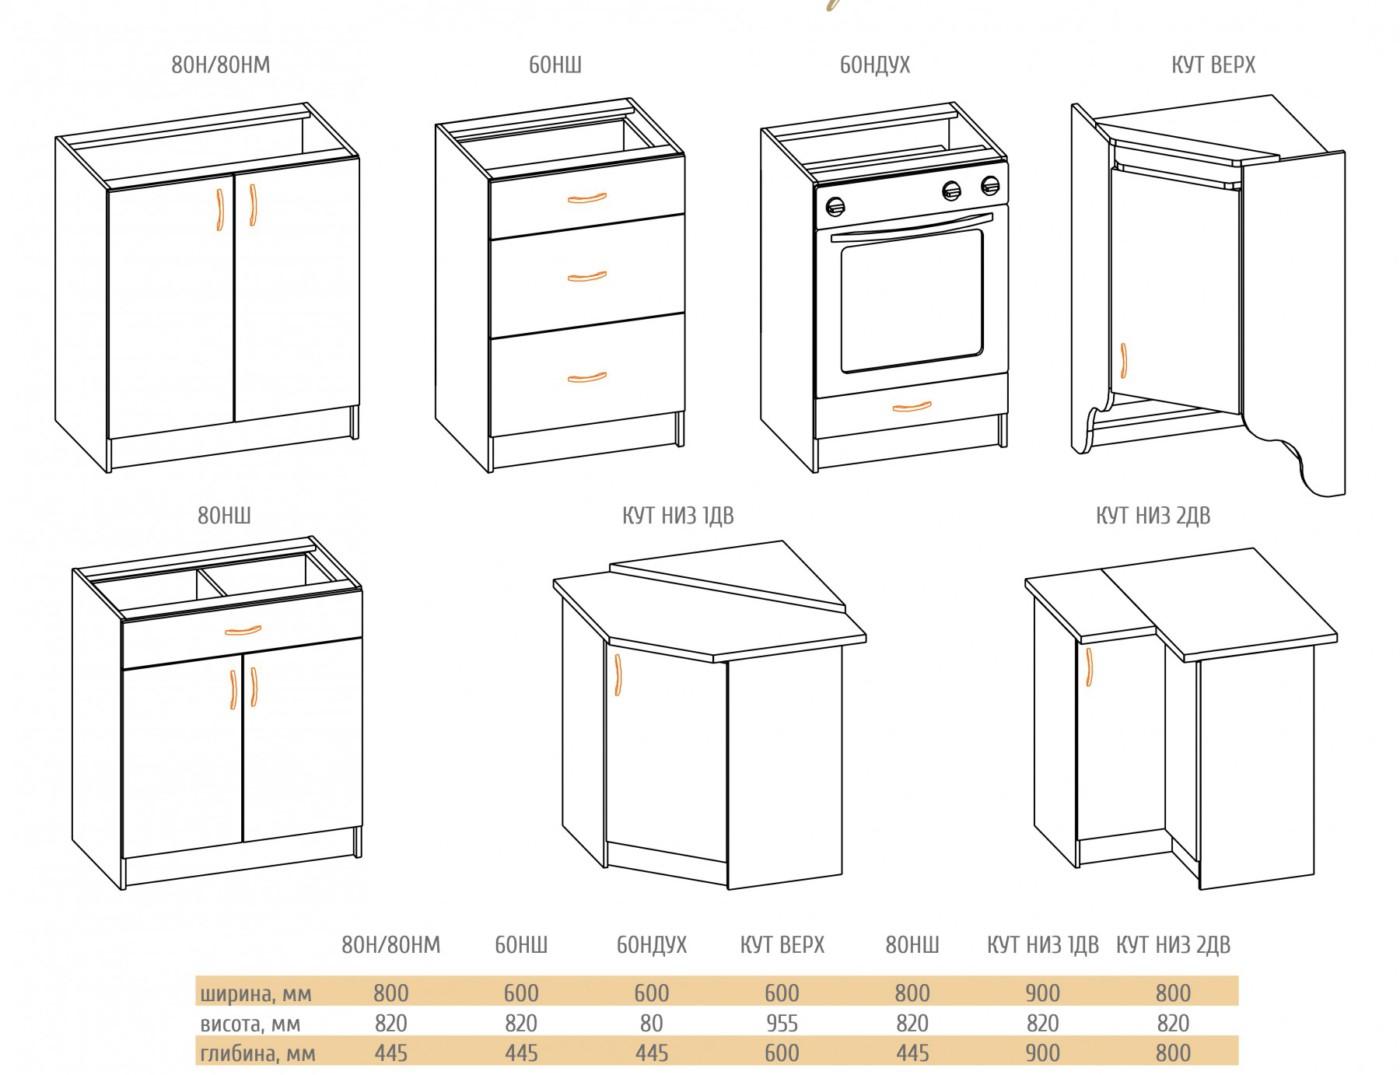 80Н/80НМ 60НШ 60НДУХ КУТ ВЕРХ
80НШ КУТ НИЗ 1ДВ КУТ НИЗ 2ДВ
80Н/80НМ 60НШ 60НДУХ КУТ ВЕРХ 80НШ КУТ НИЗ 1ДВ КУТ НИЗ 2ДВ
ширина, мм 800 600 600 600 800 900 800
висота, мм 820 820 80 955 820 820 820
глибина, мм 445 445 445 600 445 900 800